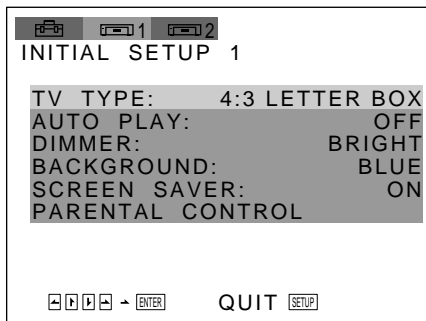 1 2
INITIAL SETUP 1
TV TYPE: 4:3 LETTER BOX
AUTO PLAY: OFF
DIMMER: BRIGHT
BACKGROUND: BLUE
SCREEN SAVER: ON
PARENTAL CONTROL
ENTER QUIT SETUP